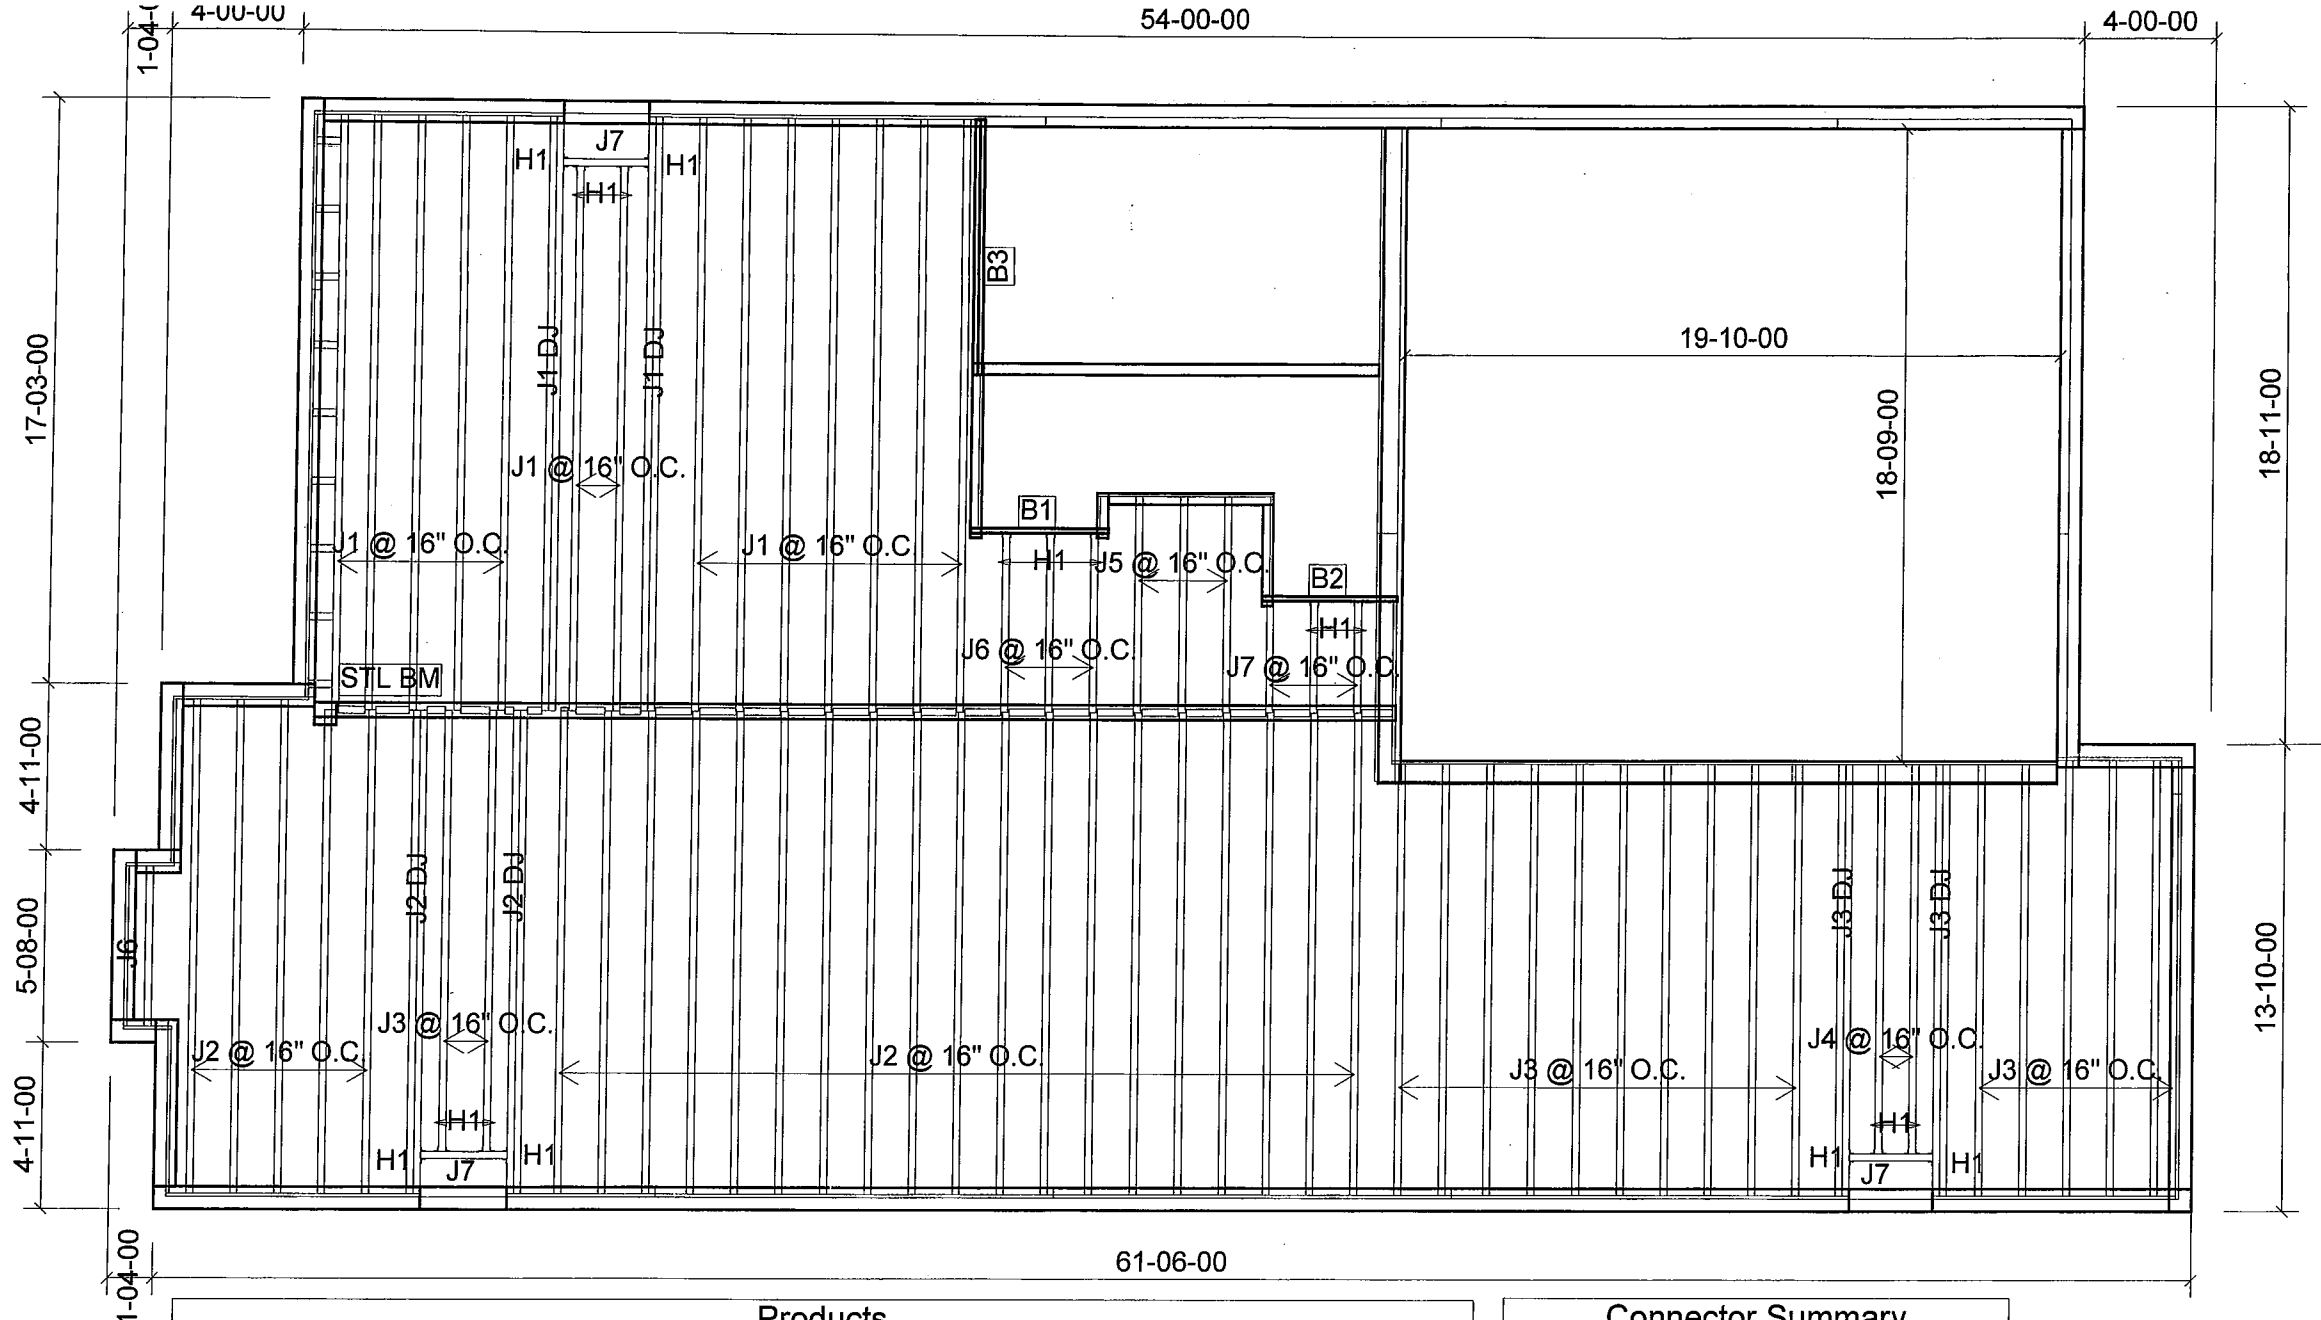 4-00-00
54-00-00
4-00-00
J7
H1
H1
H1
B3
17-03-00
J1 DJ
J1 DJ
19-10-00
18-09-00
18-11-00
J1 @ 16" O.C.
J1 @ 16" O.C.
J1 @ 16" O.C.
B1
H1
J5 @ 16" O.C.
B2
H1
J6 @ 16" O.C.
J7 @ 16" O.C.
STL BM
4-11-00
J2 DJ
J2 DJ
J3 DJ
J3 DJ
5-08-00
J6
13-10-00
J3 @ 16" O.C.
J2 @ 16" O.C.
J2 @ 16" O.C.
J3 @ 16" O.C.
J4 @ 16" O.C.
J3 @ 16" O.C.
4-11-00
H1
H1
H1
H1
J7
H1
H1
J7
1-04-00
61-06-00
Products
Connector Summary